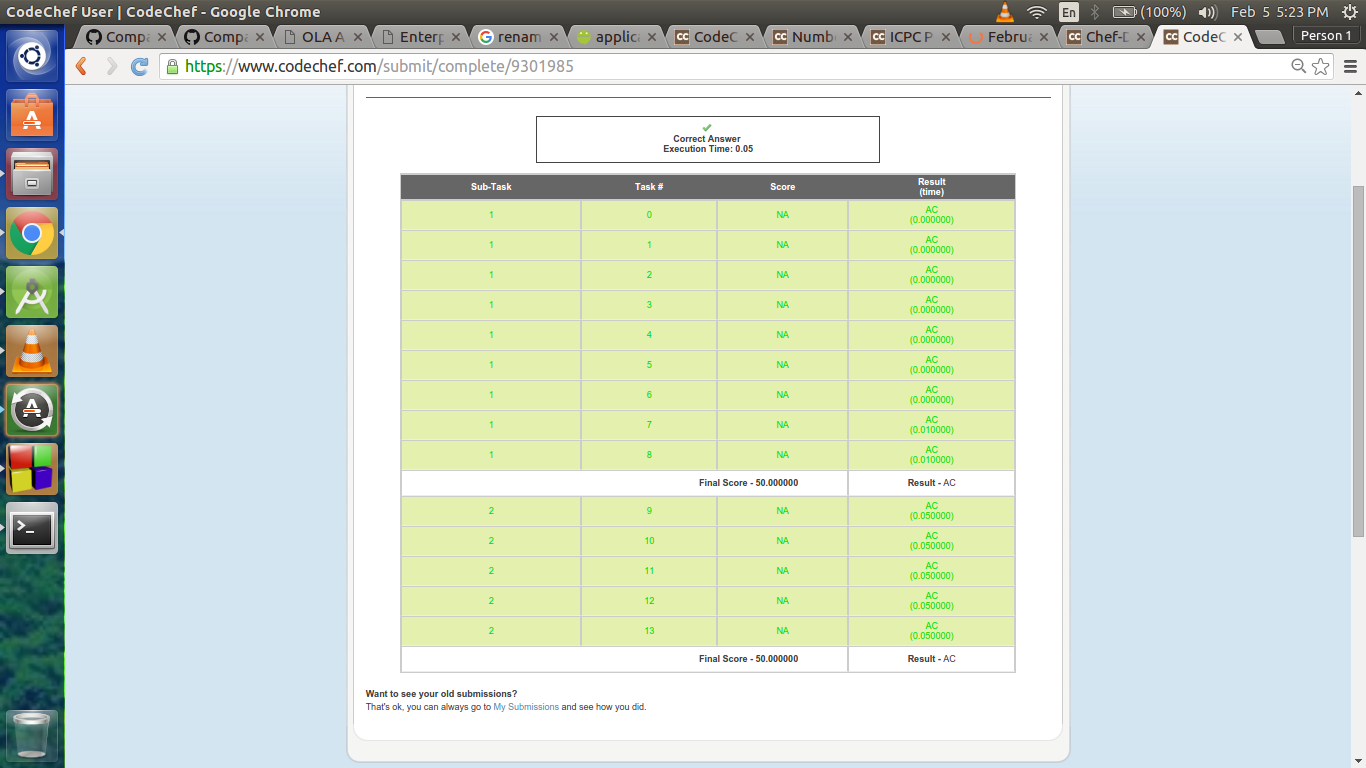 CodeChef User | CodeChef - Google Chrome
En
(100%)
Feb 5 5:23 PM
Compa
Compa
OLA A
Enterp
renam
applica
CodeC
Numb
ICPC P
Februa
Chef-D
CodeC
Person 1
https://www.codechef.com/submit/complete/9301985
Correct Answer
Execution Time: 0.05
Sub-Task Task # Score Result
(time)
1 0 NA AC
(0.000000)
1 1 NA AC
(0.000000)
1 2 NA AC
(0.000000)
1 3 NA AC
(0.000000)
1 4 NA AC
(0.000000)
1 5 NA AC
(0.000000)
1 6 NA AC
(0.000000)
1 7 NA AC
(0.010000)
1 8 NA AC
(0.010000)
Final Score - 50.000000 Result - AC
2 9 NA AC
(0.050000)
2 10 NA AC
(0.050000)
2 11 NA AC
(0.050000)
2 12 NA AC
(0.050000)
2 13 NA AC
(0.050000)
Final Score - 50.000000 Result - AC
Want to see your old submissions?
That's ok, you can always go to My Submissions and see how you did.